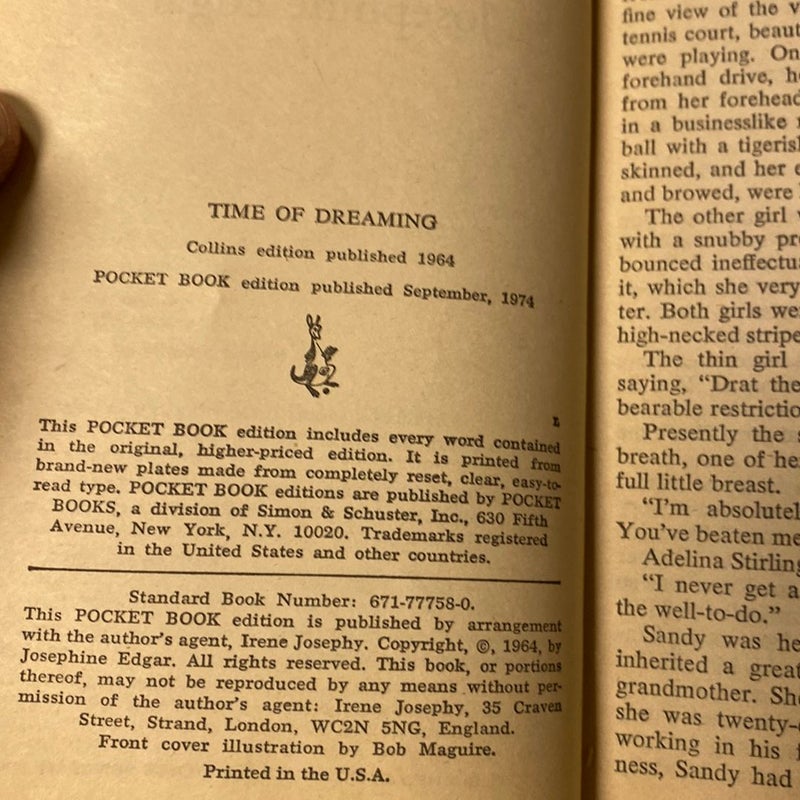 TIME OF DREAMING
Collins edition published 1964
POCKET BOOK edition published September, 1974
L
This POCKET BOOK edition includes every word contained
in the original, higher-priced edition. It is printed from
brand-new plates made from completely reset, clear, easy-to-
read type. POCKET BOOK editions are published by POCKET
BOOKS, a division of Simon & Schuster, Inc., 630 Fifth
Avenue, New York, N.Y. 10020. Trademarks registered
in the United States and other countries.
Standard Book Number: 671-77758-0.
This POCKET BOOK edition is published by arrangement
with the author's agent, Irene Josephy. Copyright, ©, 1964, by
Josephine Edgar. All rights reserved. This book, or portions
thereof, may not be reproduced by any means without per-
mission of the author's agent: Irene Josephy, 35 Craven
Street, Strand, London, WC2N 5NG, England.
Front cover illustration by Bob Maguire.
Printed in the U.S.A.
fine view of the v
tennis court, beaut
were playing. On
forehand drive, he
from her forehead
in a businesslike
ball with a tigerish
skinned, and her e
and browed, were
The other girl
with a snubby pr
bounced ineffectua
it, which she very
ter. Both girls we
high-necked stripe
The thin girl
saying, "Drat the
bearable restrictio
Presently the s
breath, one of he
full little breast.
"I'm absolutel
You've beaten me
Adelina Stirling
"I never get a
the well-to-do."
Sandy was he
inherited a great
grandmother. She
she was twenty-
working in his f
ness, Sandy had